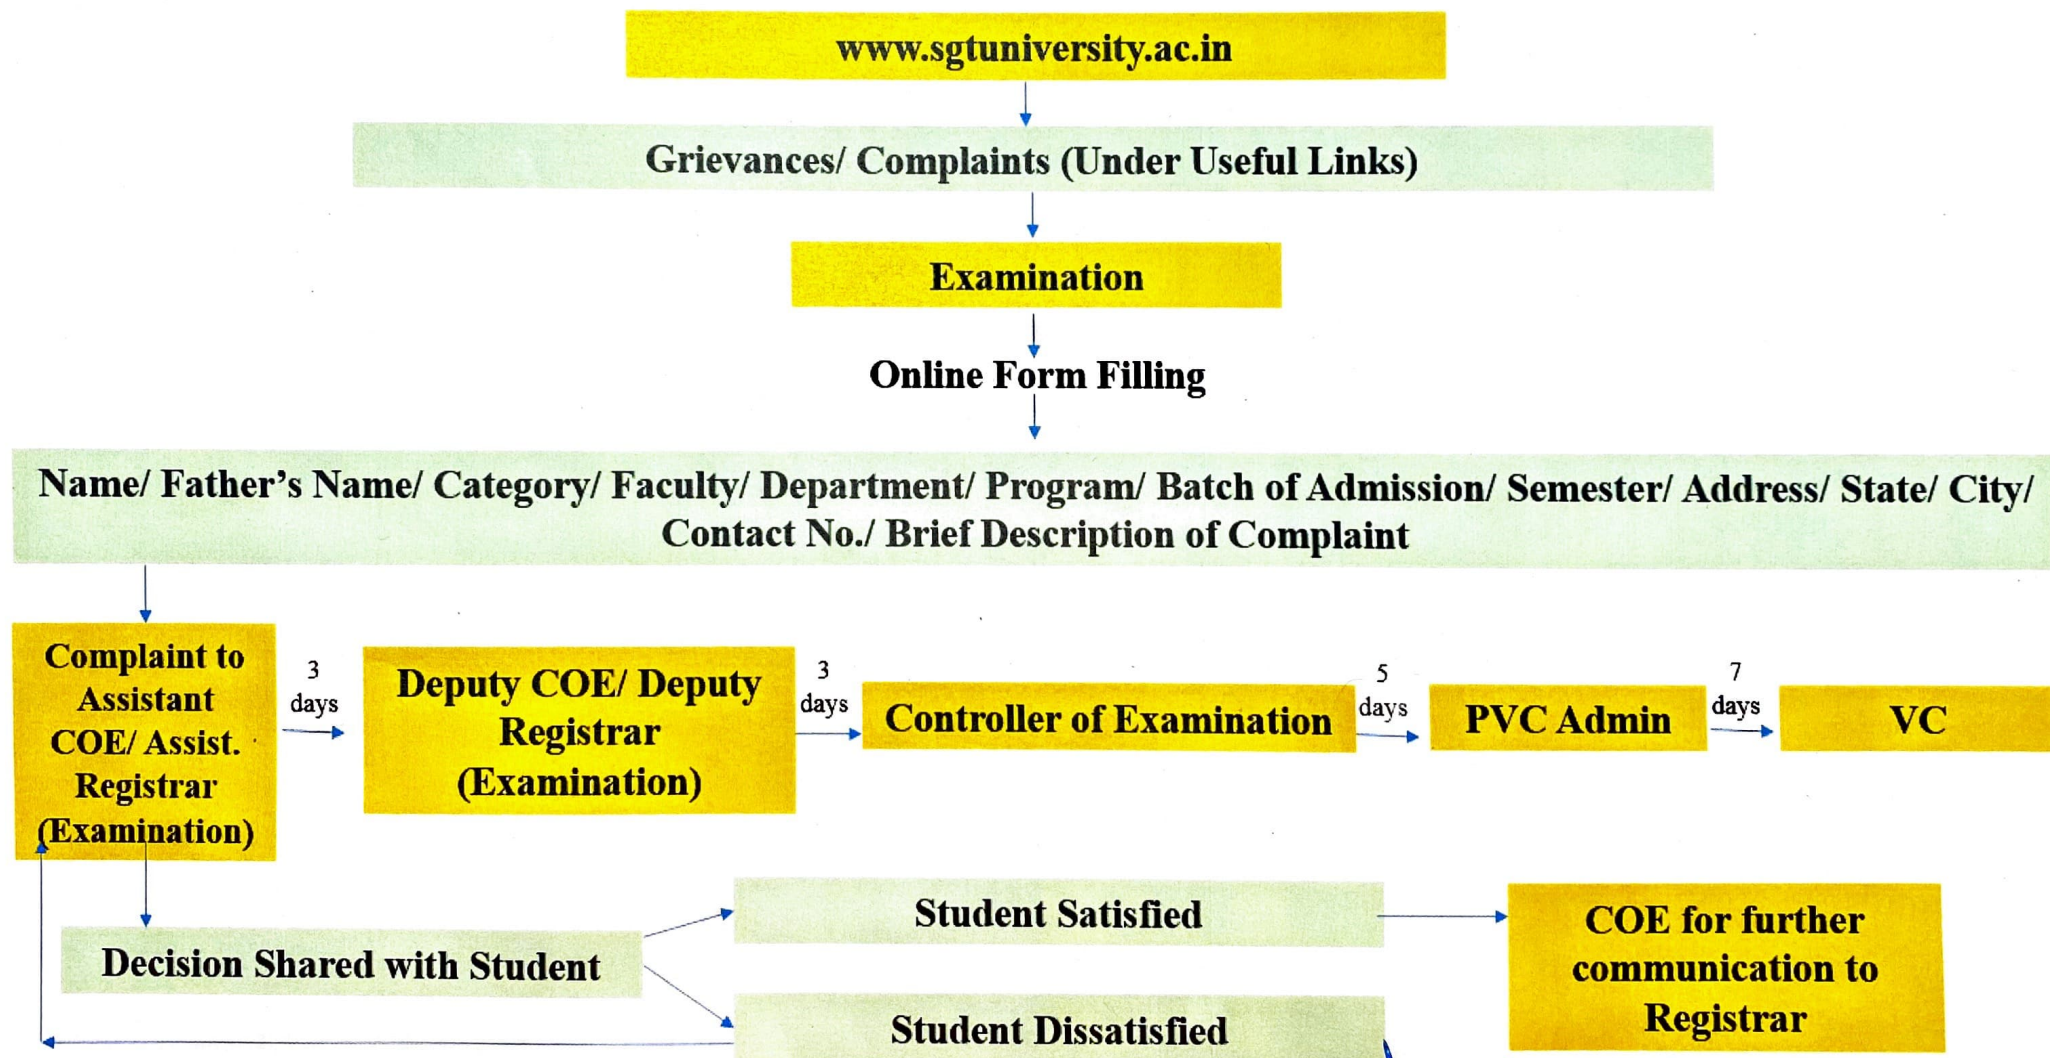 www.sgtuniversity.ac.in
Grievances/ Complaints (Under Useful Links)
Examination
Online Form Filling
Name/ Father's Name/ Category/ Faculty/ Department/ Program/ Batch of Admission/ Semester/ Address/ State/ City/
Contact No./ Brief Description of Complaint
Complaint to
Assistant
COE/ Assist.
Registrar
(Examination)
3
days
Deputy COE/ Deputy
Registrar
(Examination)
3
days
Controller of Examination
5
days
PVC Admin
7
days
VC
Decision Shared with Student
Student Satisfied
Student Dissatisfied
COE for further
communication to
Registrar